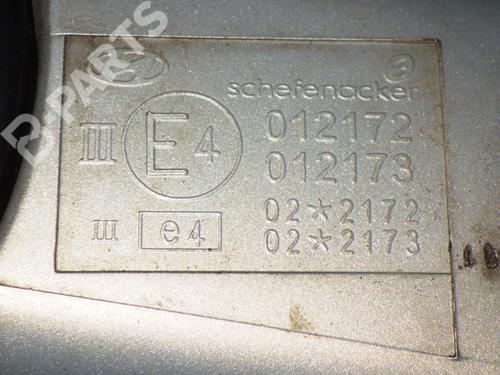 B-PARTS
schefenacker
III E4 012172
012173
III e4 02*2172
02*2173